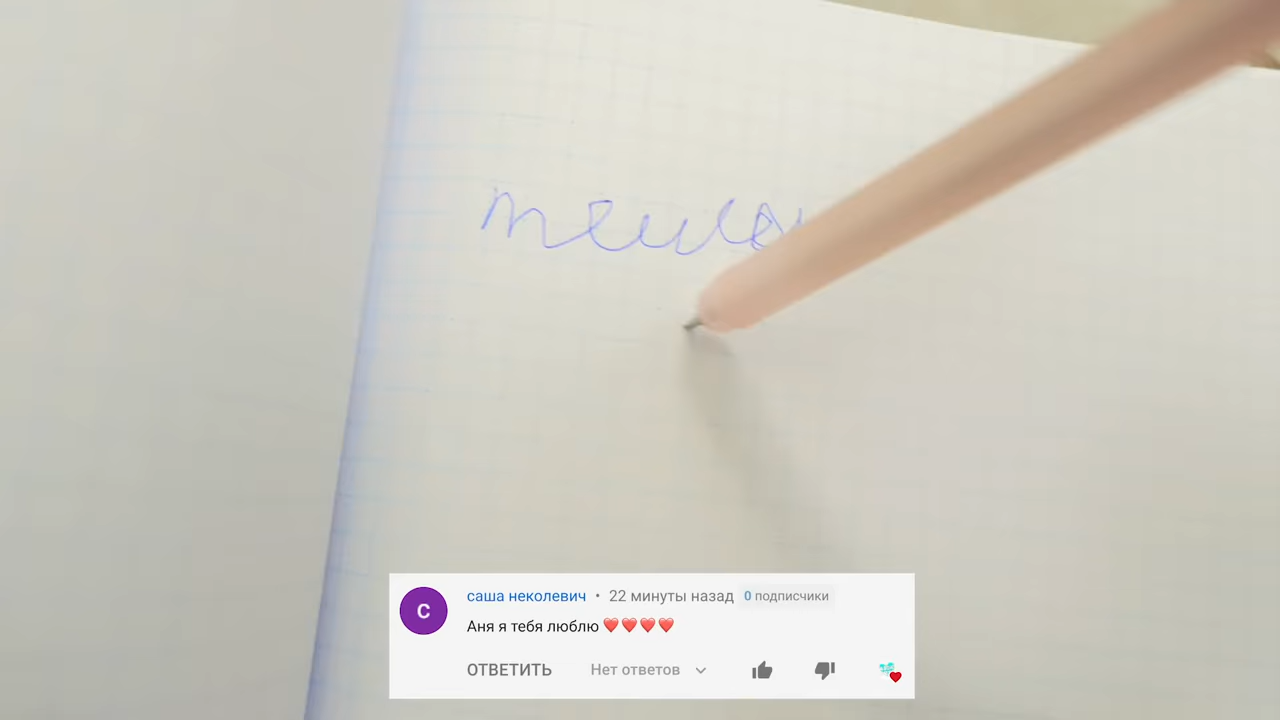 саша неколевич • 22 минуты назад 0 подписчики
Аня я тебя люблю ❤️❤️❤️❤️
ОТВЕТИТЬ Нет ответов
С